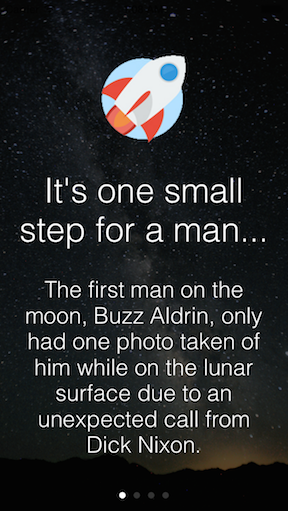 It's one small
step for a man...
The first man on the
moon, Buzz Aldrin, only
had one photo taken of
him while on the lunar
surface due to an
unexpected call from
Dick Nixon.